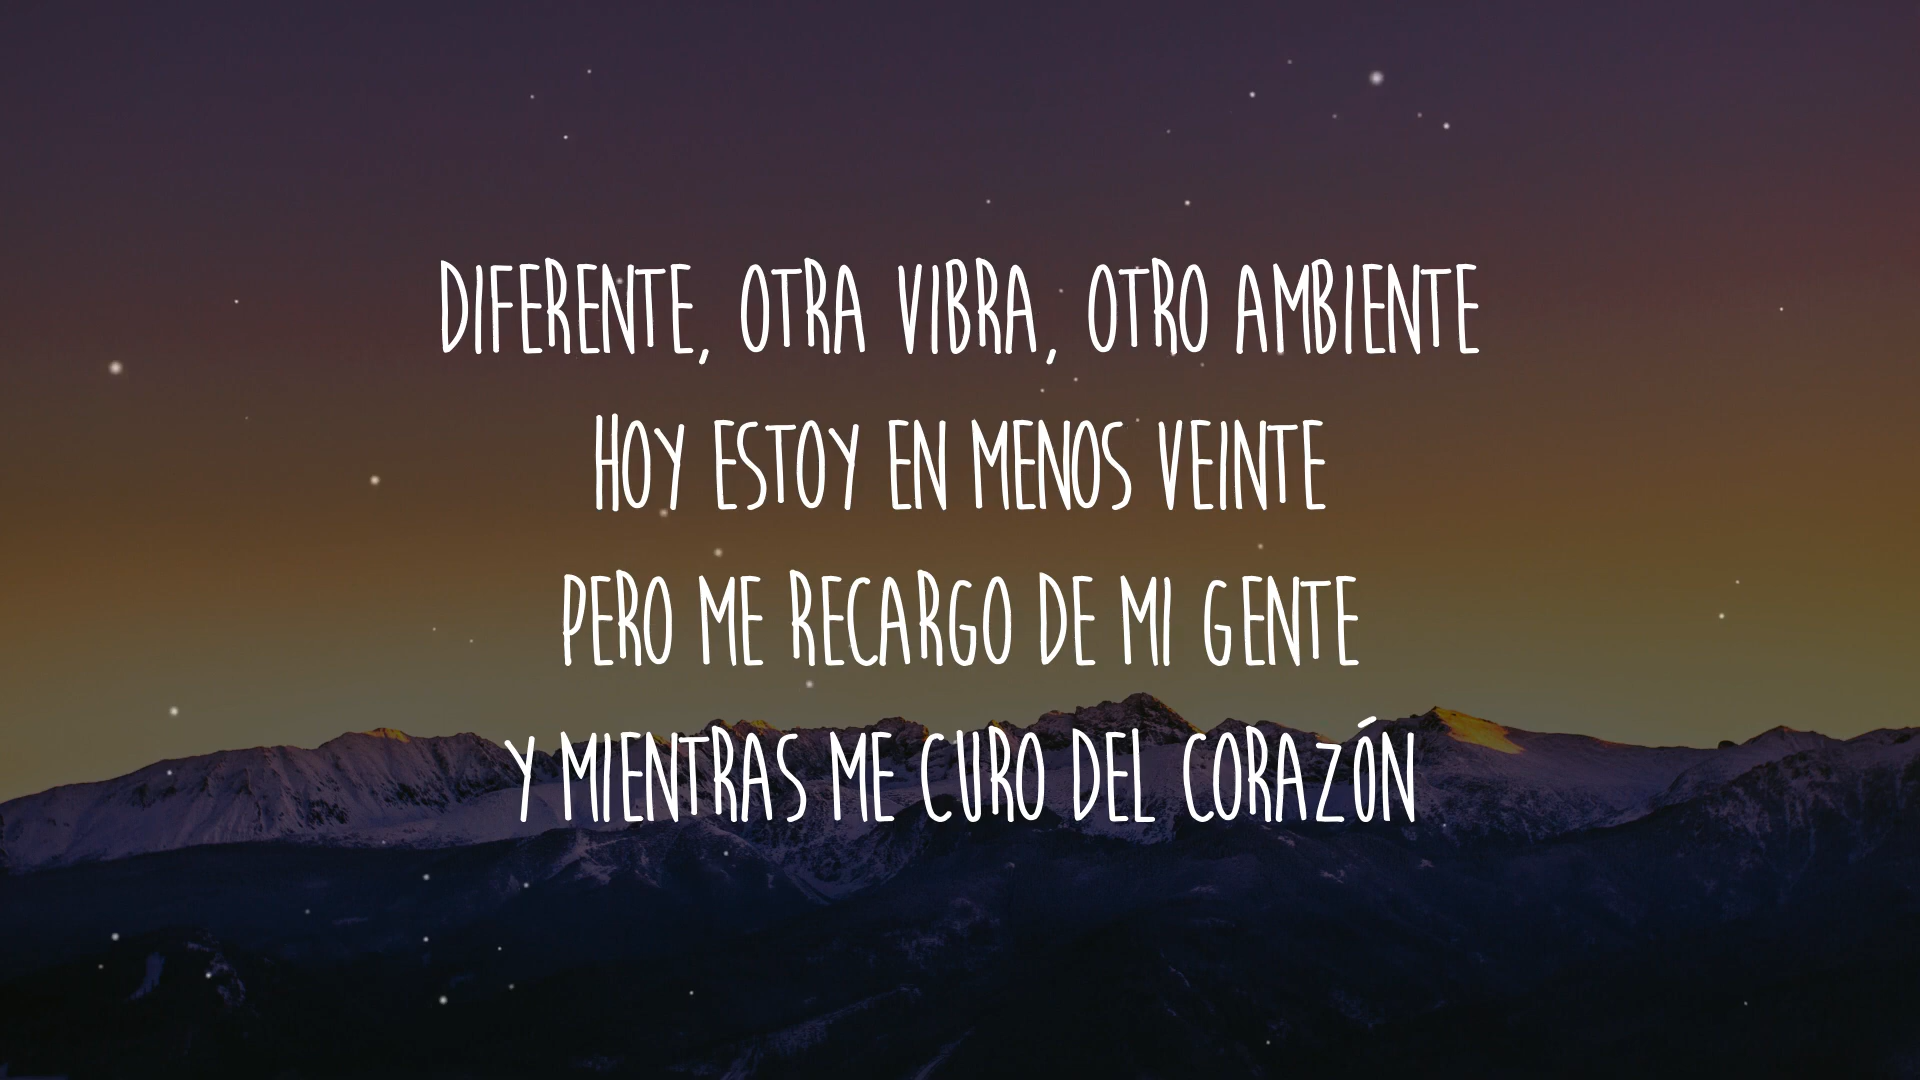 DIFERENTE, OTRA VIBRA, OTRO AMBIENTE
HOY ESTOY EN MENOS VEINTE
PERO ME RECARGO DE MI GENTE
Y MIENTRAS ME CURO DEL CORAZÓN